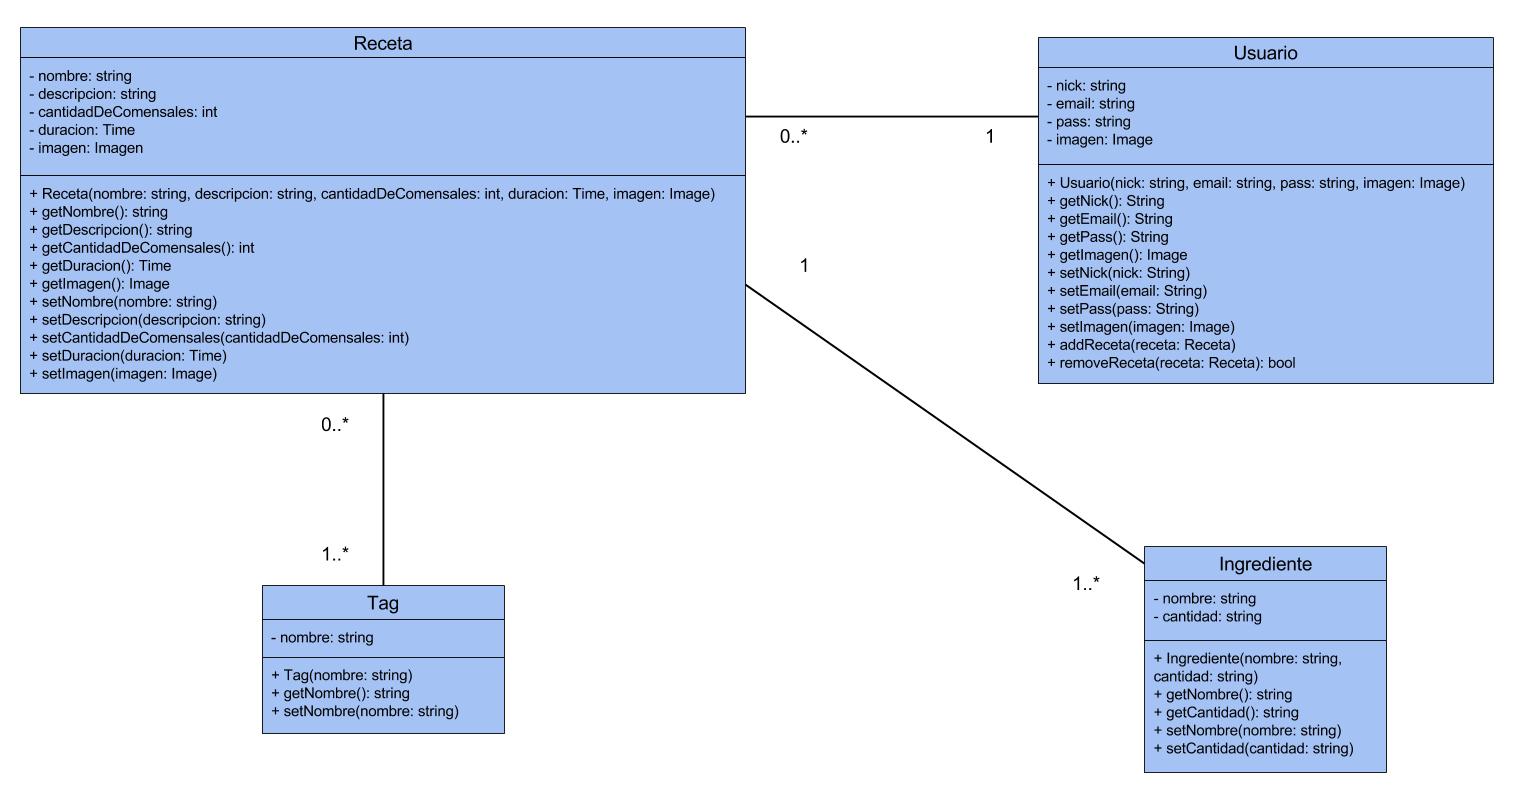 Receta
- nombre: string
- descripcion: string
- cantidadDeComensales: int
- duracion: Time
- imagen: Imagen
+ Receta(nombre: string, descripcion: string, cantidadDeComensales: int, duracion: Time, imagen: Image)
+ getNombre(): string
+ getDescripcion(): string
+ getCantidadDeComensales(): int
+ getDuracion(): Time
+ getImagen(): Image
+ setNombre(nombre: string)
+ setDescripcion(descripcion: string)
+ setCantidadDeComensales(cantidadDeComensales: int)
+ setDuracion(duracion: Time)
+ setImagen(imagen: Image)
0..*
1
Usuario
- nick: string
- email: string
- pass: string
- imagen: Image
+ Usuario(nick: string, email: string, pass: string, imagen: Image)
+ getNick(): String
+ getEmail(): String
+ getPass(): String
+ getImagen(): Image
+ setNick(nick: String)
+ setEmail(email: String)
+ setPass(pass: String)
+ setImagen(imagen: Image)
+ addReceta(receta: Receta)
+ removeReceta(receta: Receta): bool
1
1..*
0..*
1..*
Tag
- nombre: string
+ Tag(nombre: string)
+ getNombre(): string
+ setNombre(nombre: string)
Ingrediente
- nombre: string
- cantidad: string
+ Ingrediente(nombre: string,
cantidad: string)
+ getNombre(): string
+ getCantidad(): string
+ setNombre(nombre: string)
+ setCantidad(cantidad: string)